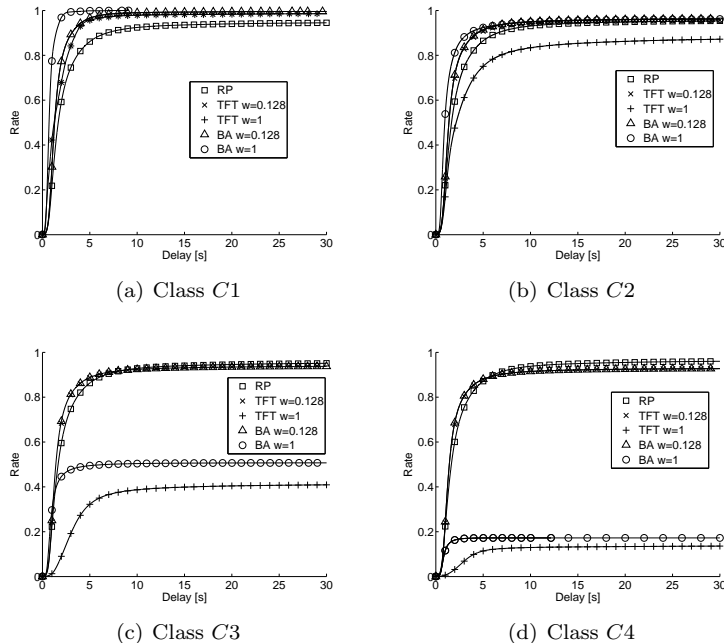 1
0.8
0.6
0.4
0.2
0
Rate
RP
TFT w=0.128
TFT w=1
BA w=0.128
BA w=1
0 5 10 15 20 25 30
Delay [s]
(a) Class C1
1
0.8
0.6
0.4
0.2
0
Rate
RP
TFT w=0.128
TFT w=1
BA w=0.128
BA w=1
0 5 10 15 20 25 30
Delay [s]
(b) Class C2
1
0.8
0.6
0.4
0.2
0
Rate
RP
TFT w=0.128
TFT w=1
BA w=0.128
BA w=1
0 5 10 15 20 25 30
Delay [s]
(c) Class C3
1
0.8
0.6
0.4
0.2
0
Rate
RP
TFT w=0.128
TFT w=1
BA w=0.128
BA w=1
0 5 10 15 20 25 30
Delay [s]
(d) Class C4